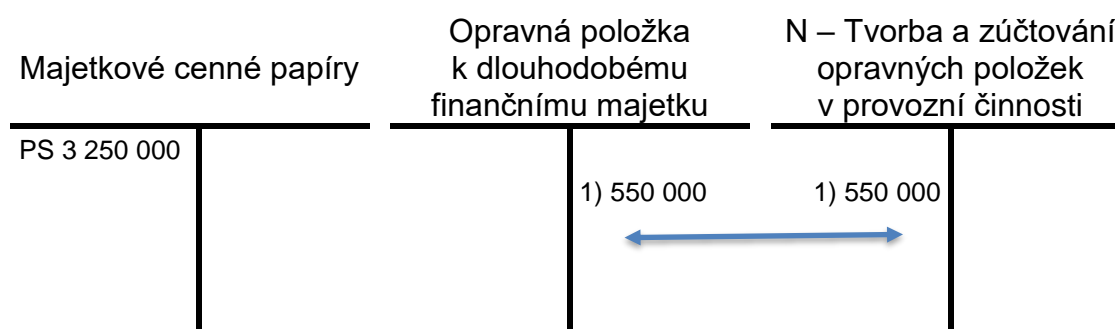 Majetkové cenné papíry
Opravná položka
k dlouhodobému
finančnímu majetku
N – Tvorba a zúčtování
opravných položek
v provozní činnosti
PS 3 250 000
1) 550 000
1) 550 000